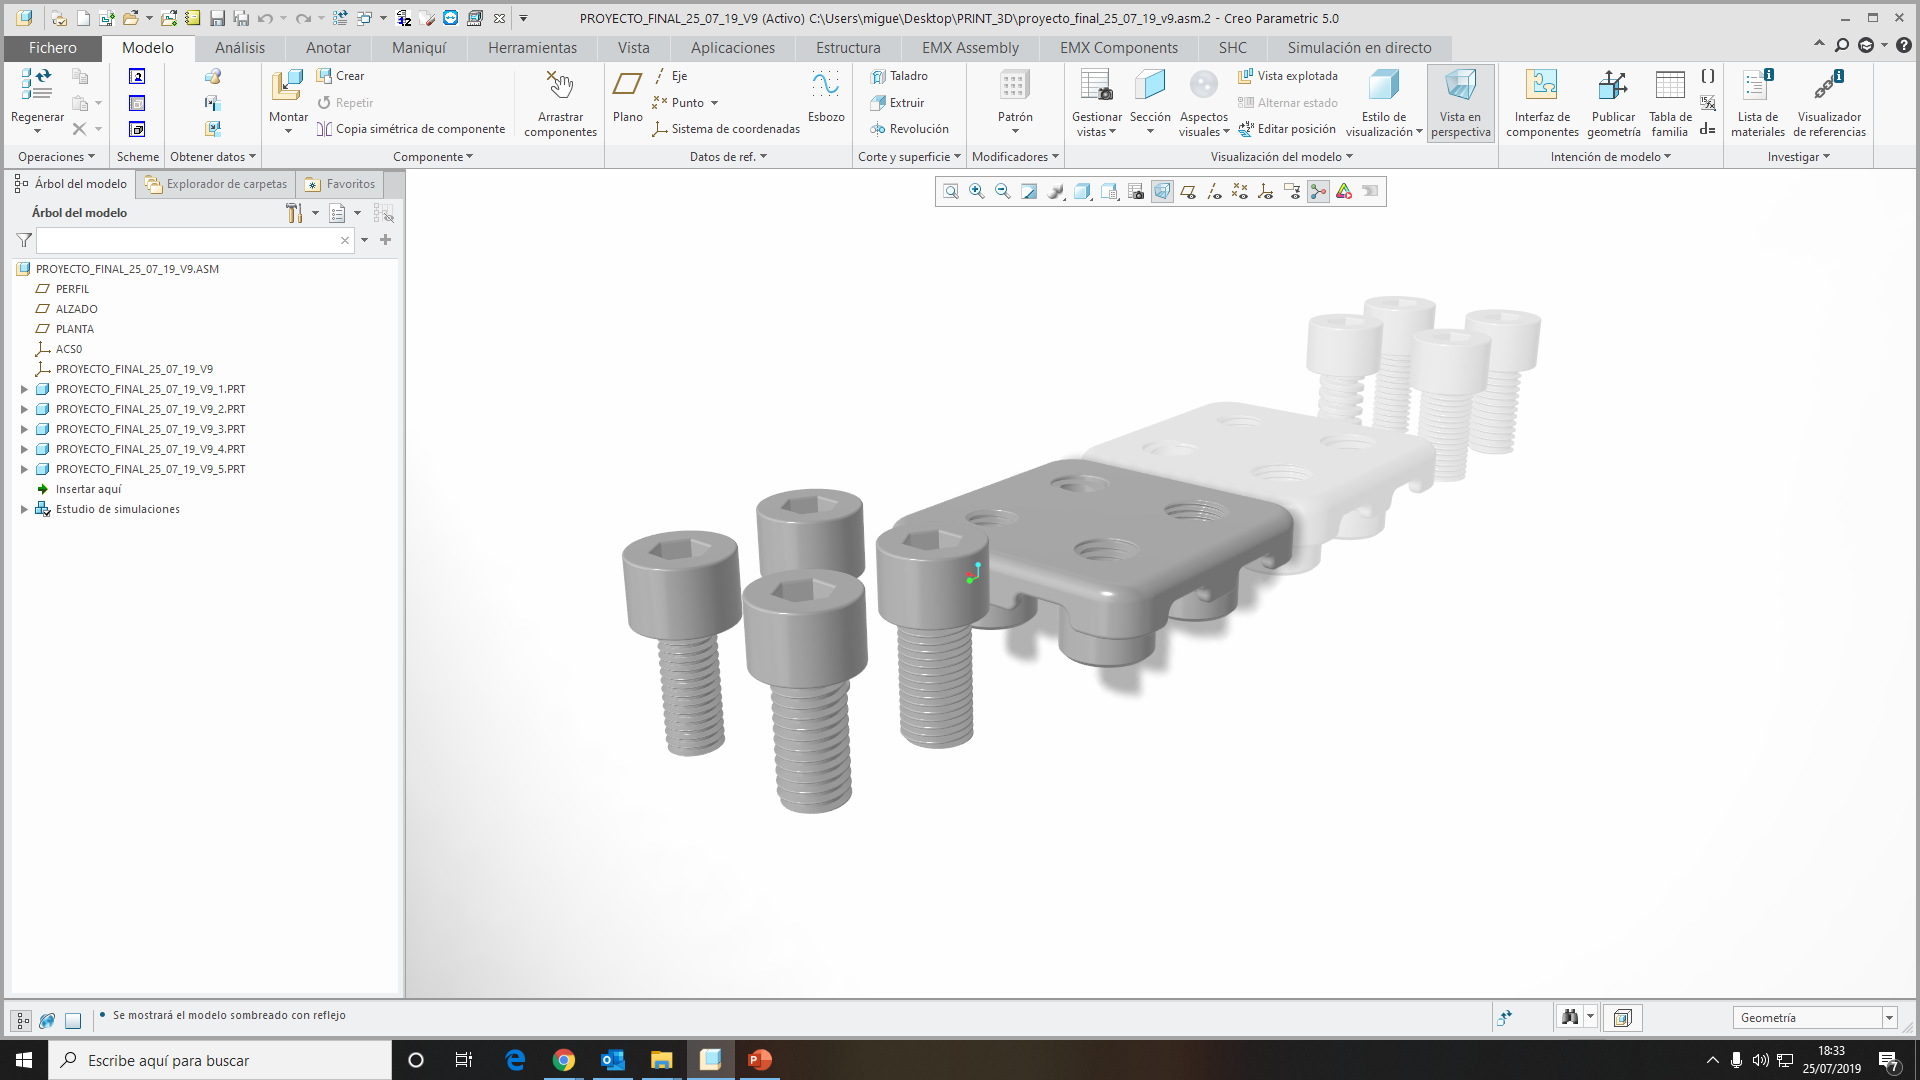 PROYECTO_FINAL_25_07_19_V9 (Activo) C:\Users\migue\Desktop\PRINT_3D\proyecto_final_25_07_19_v9.asm.2 - Creo Parametric 5.0
Fichero Modelo Análisis Anotar Maniquí Herramientas Vista Aplicaciones Estructura EMX Assembly EMX Components SHC Simulación en directo
Regenerar
Operaciones
Scheme
Obtener datos
Montar
Crear
Repetir
Copia simétrica de componente
Arrastrar componentes
Componente
Plano
Eje
Punto
Sistema de coordenadas
Esbozo
Datos de ref.
Taladro
Extruir
Revolución
Corte y superficie
Patrón
Modificadores
Gestionar vistas
Sección
Aspectos visuales
Vista explotada
Alternar estado
Editar posición
Estilo de visualización
Vista en perspectiva
Visualización del modelo
Interfaz de componentes
Publicar geometría
Tabla de familia
d=
Intención de modelo
Lista de materiales
Visualizador de referencias
Investigar
Árbol del modelo Explorador de carpetas Favoritos
Árbol del modelo
PROYECTO_FINAL_25_07_19_V9.ASM
PERFIL
ALZADO
PLANTA
ACS0
PROYECTO_FINAL_25_07_19_V9
PROYECTO_FINAL_25_07_19_V9_1.PRT
PROYECTO_FINAL_25_07_19_V9_2.PRT
PROYECTO_FINAL_25_07_19_V9_3.PRT
PROYECTO_FINAL_25_07_19_V9_4.PRT
PROYECTO_FINAL_25_07_19_V9_5.PRT
Insertar aquí
Estudio de simulaciones
Se mostrará el modelo sombreado con reflejo
Geometría
Escribe aquí para buscar
18:33
25/07/2019
7